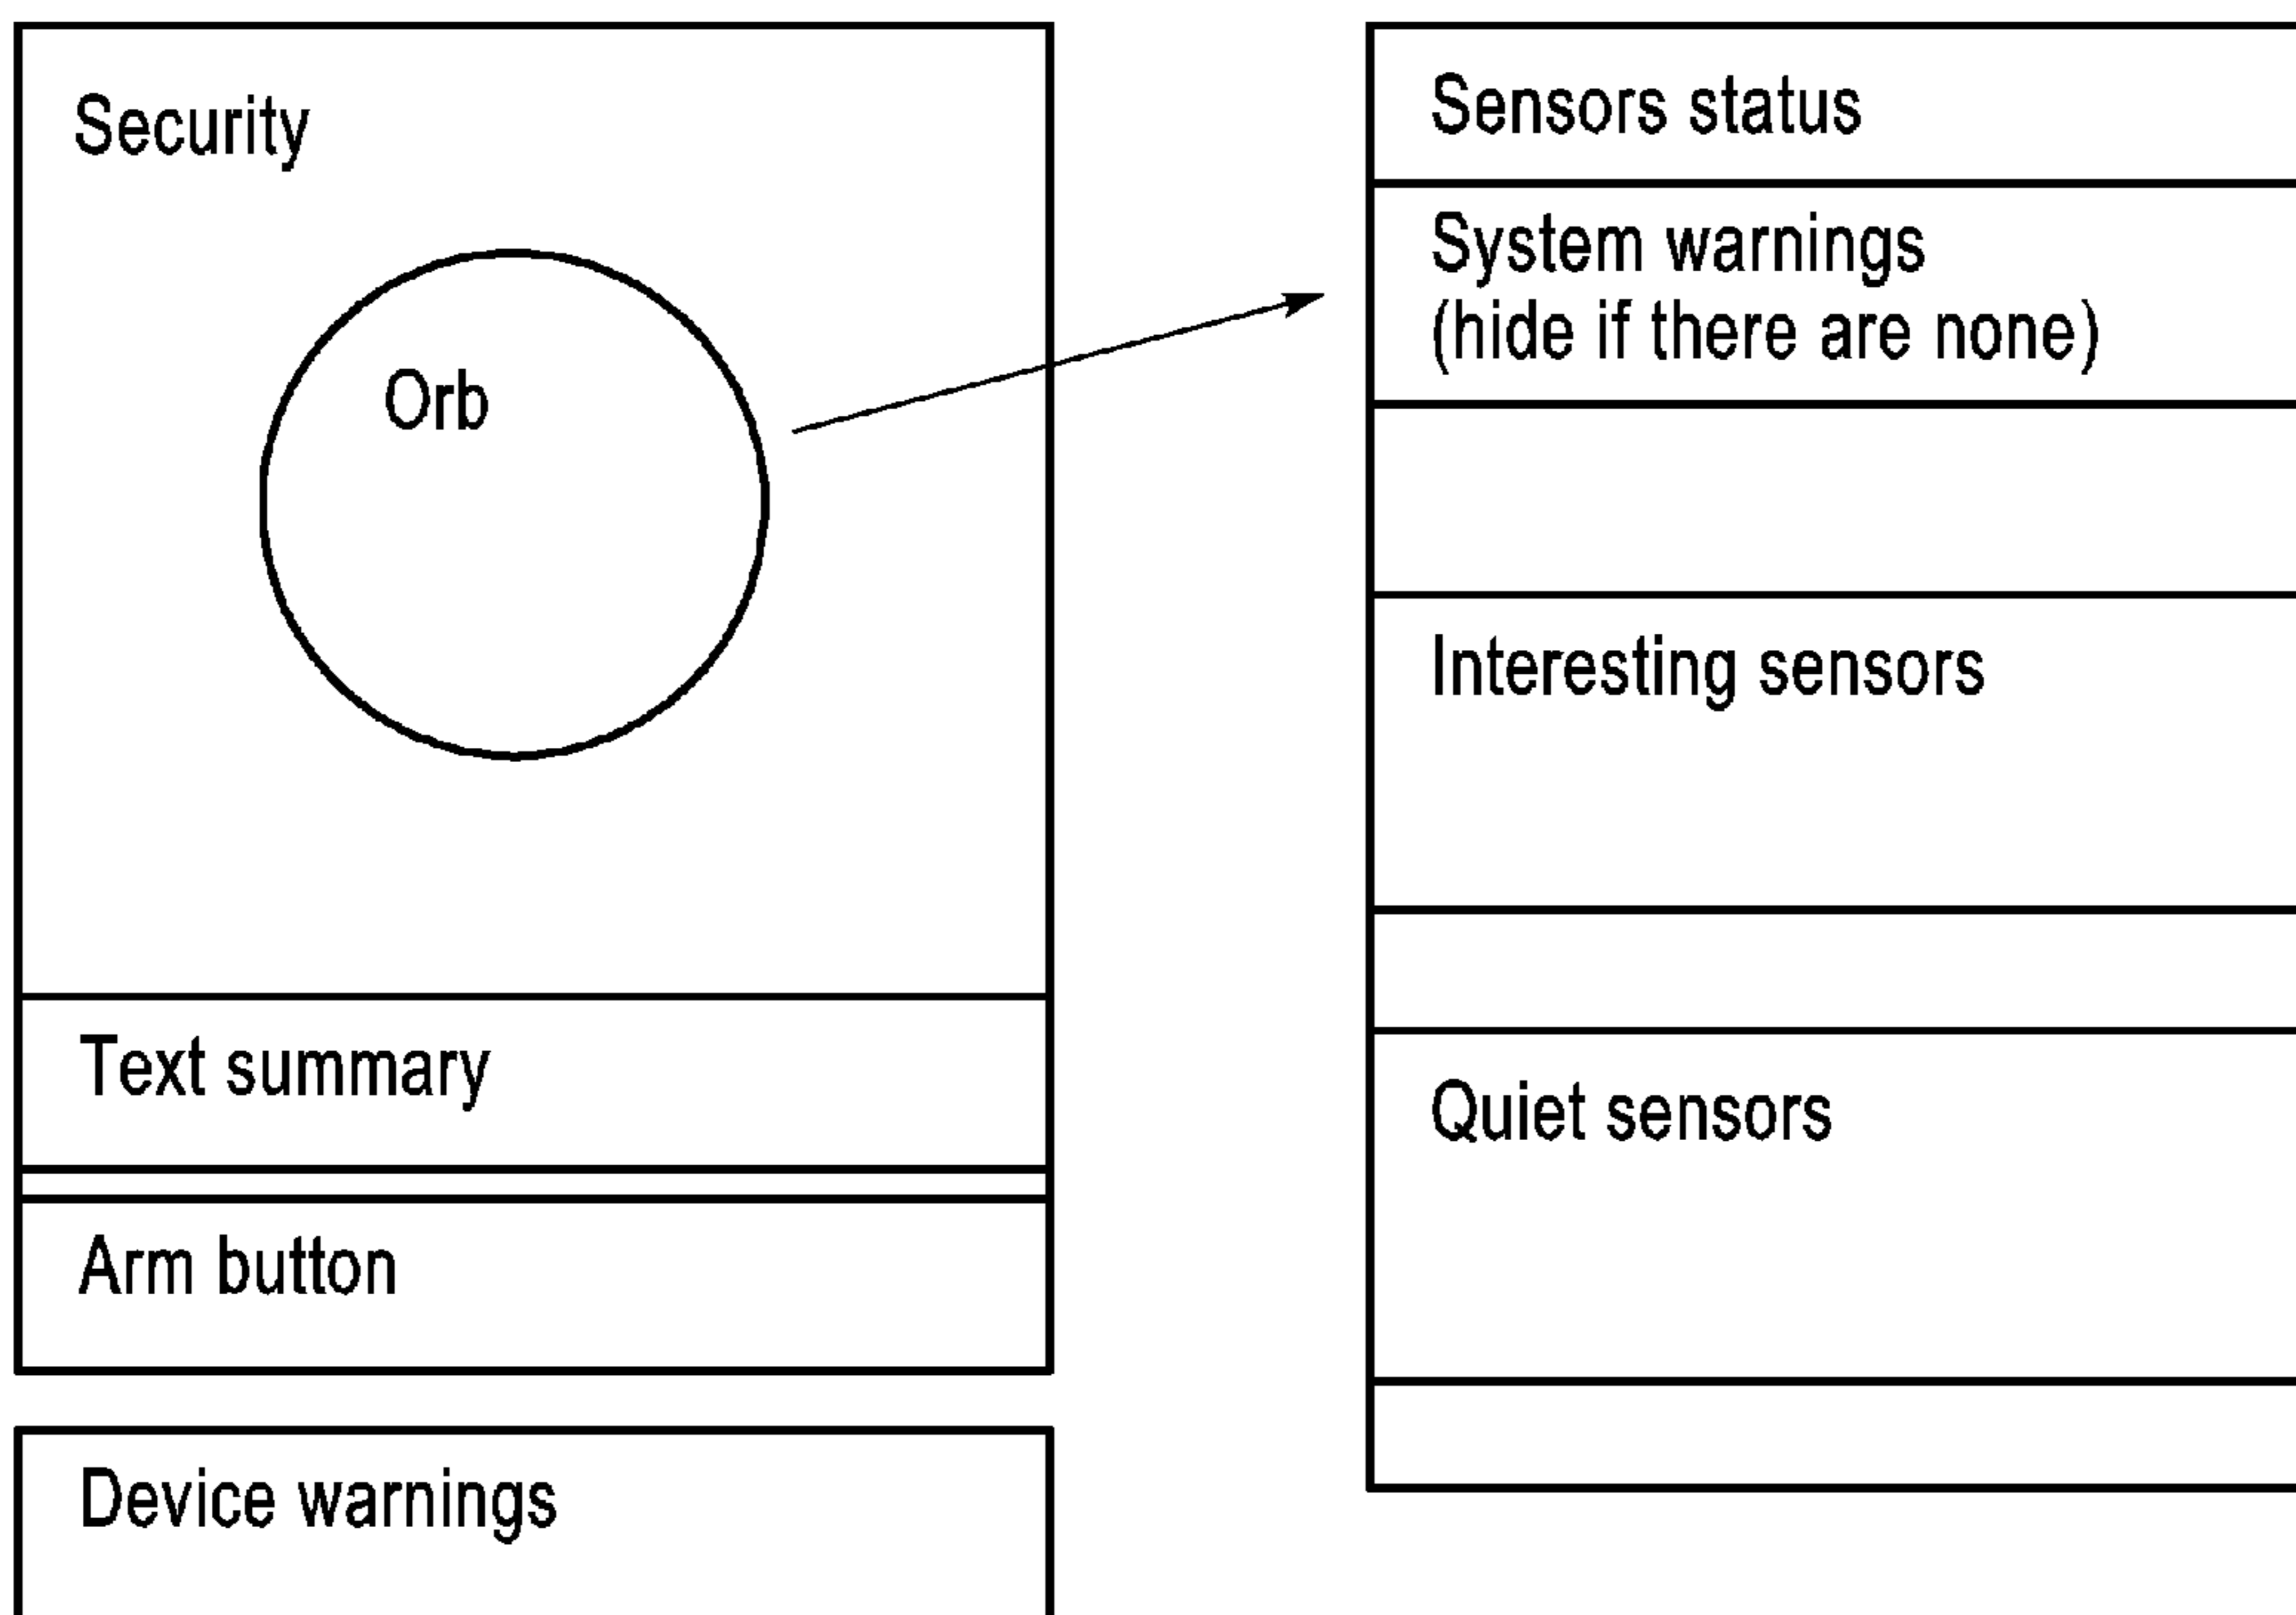 Security
Orb
Text summary
Arm button
Device warnings
Sensors status
System warnings
(hide if there are none)
Interesting sensors
Quiet sensors